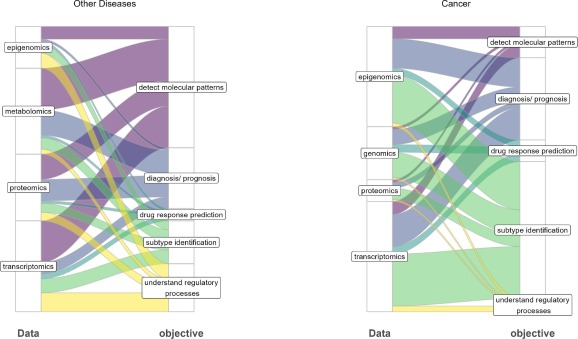 Other Diseases
epigenomics
metabolomics
proteomics
transcriptomics
detect molecular patterns
diagnosis/ prognosis
drug response prediction
subtype identification
understand regulatory
processes
Data
objective
Cancer
epigenomics
genomics
proteomics
transcriptomics
detect molecular patterns
diagnosis/ prognosis
drug response prediction
subtype identification
understand regulatory
processes
Data
objective